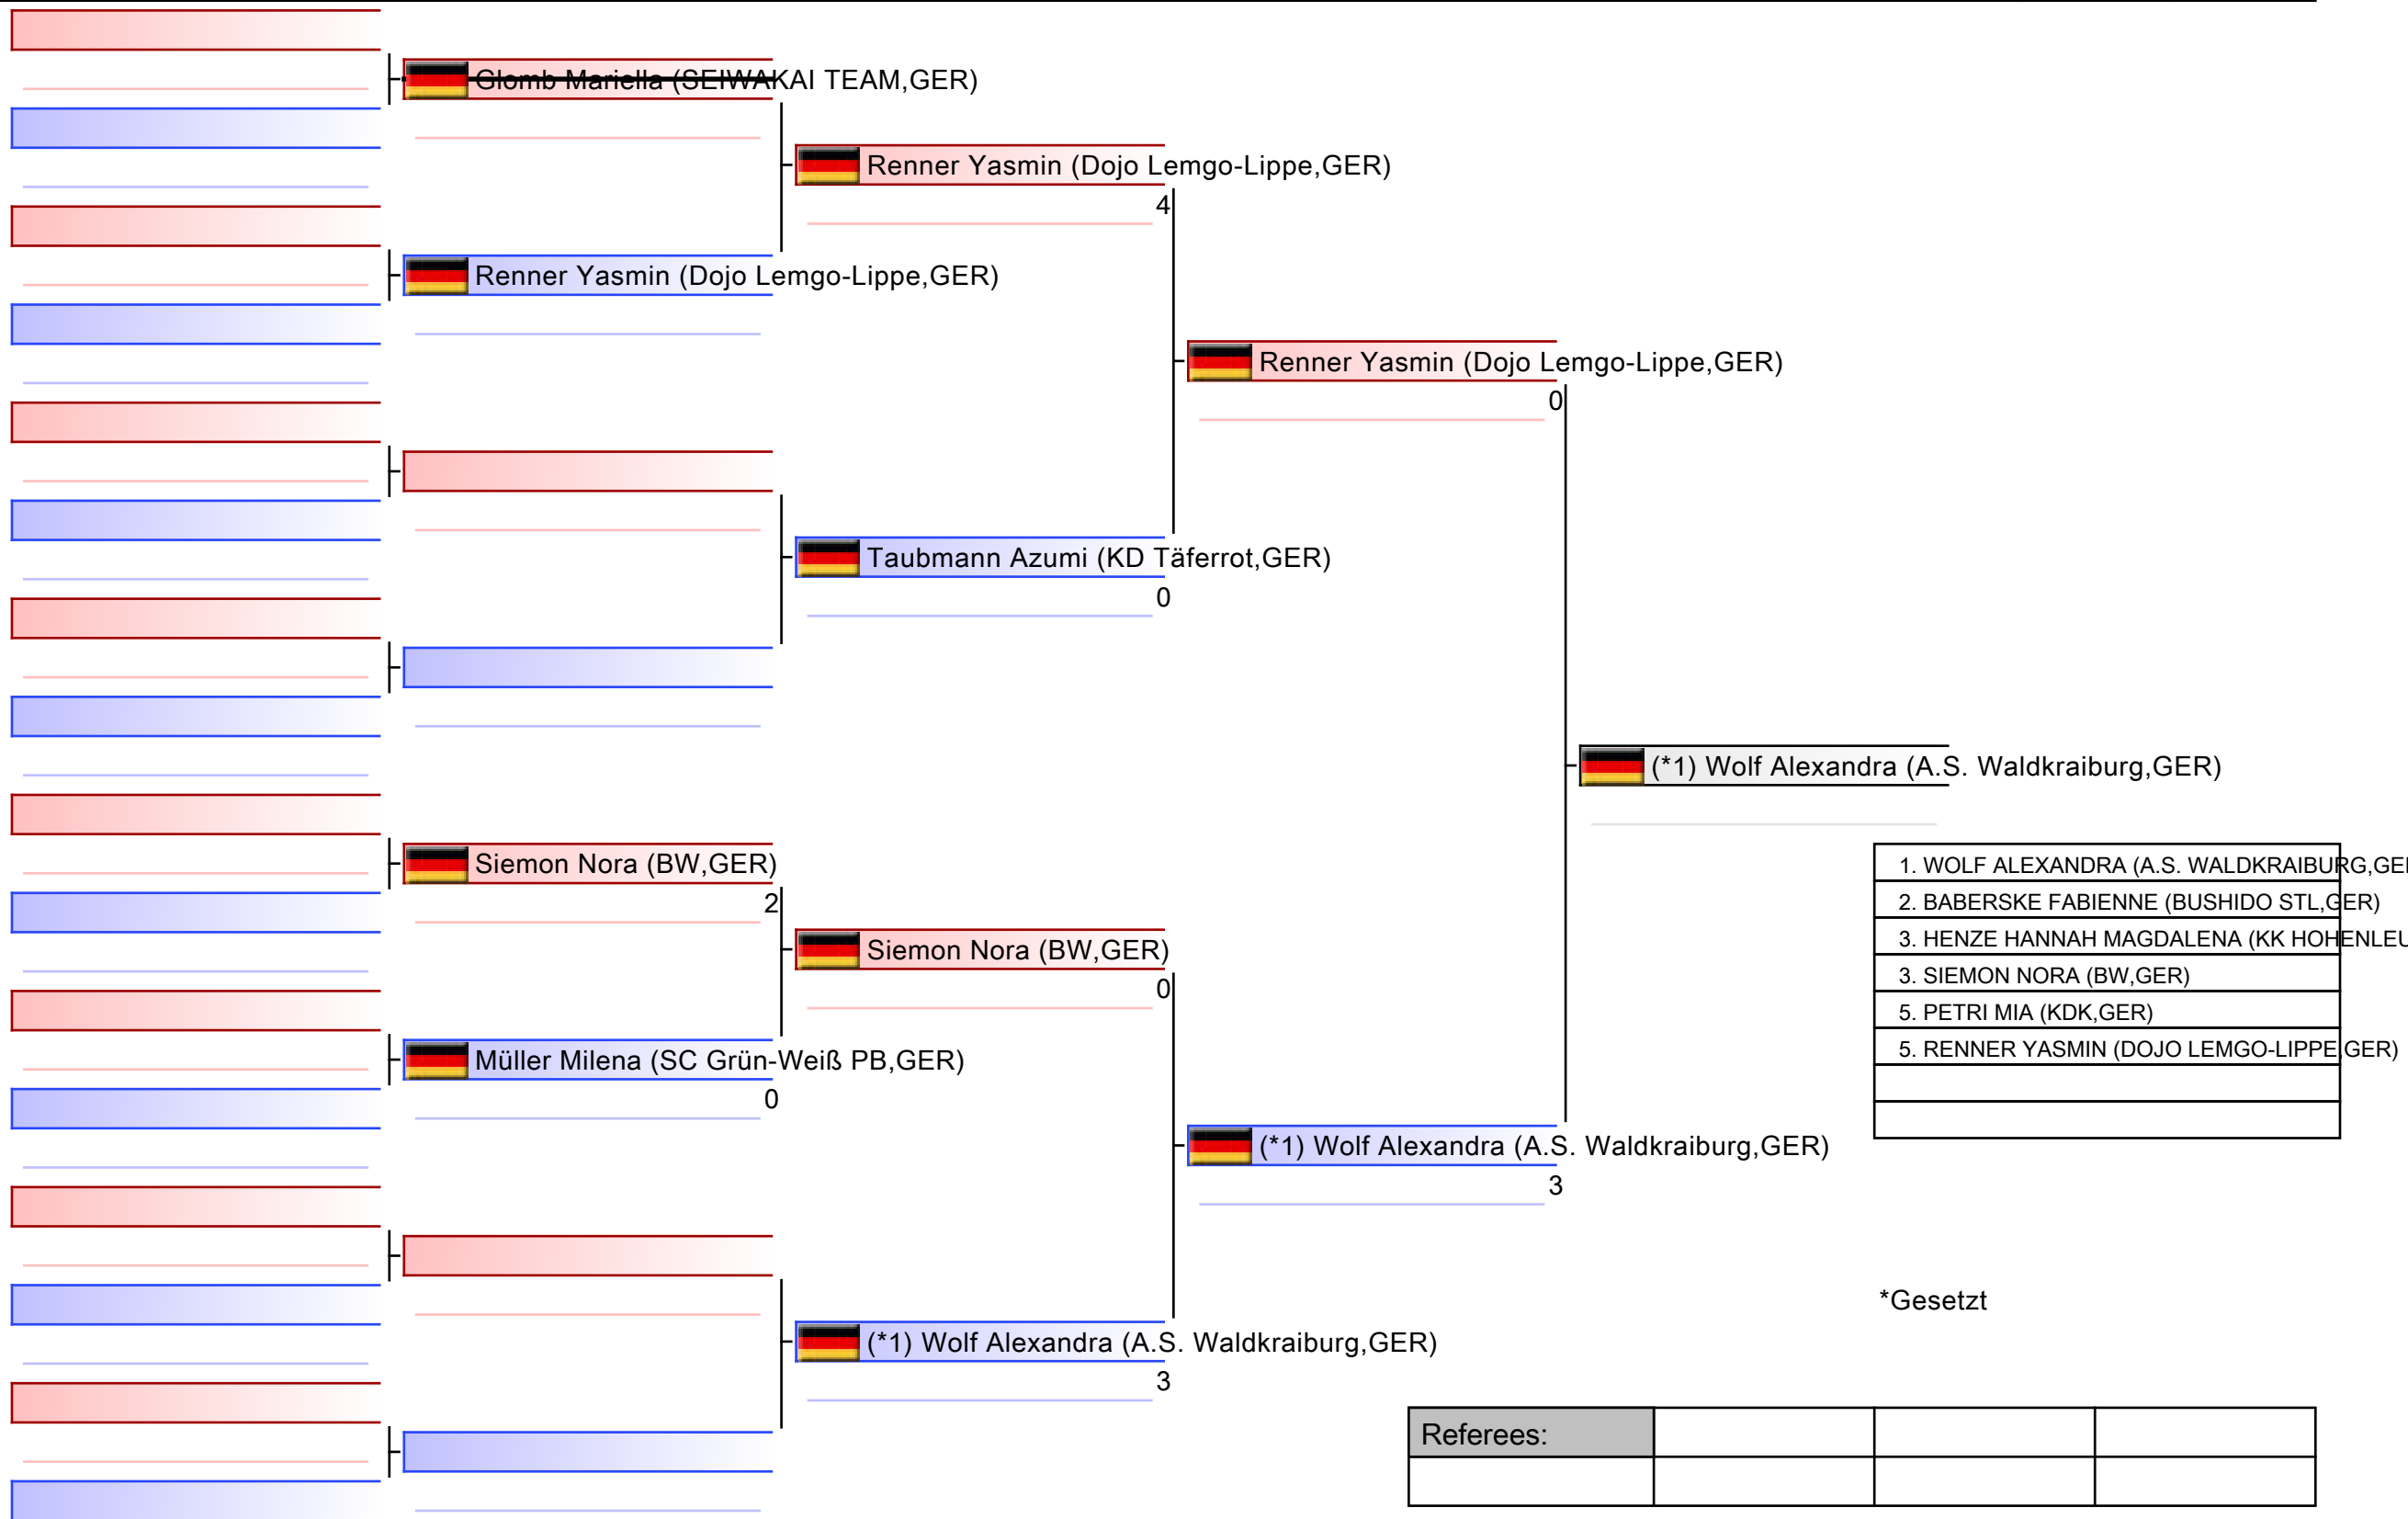 Glomb Mariella (SEIWAKAI TEAM,GER)
Renner Yasmin (Dojo Lemgo-Lippe,GER)
4
Renner Yasmin (Dojo Lemgo-Lippe,GER)
Renner Yasmin (Dojo Lemgo-Lippe,GER)
0
Taubmann Azumi (KD Täferrot,GER)
0
(*1) Wolf Alexandra (A.S. Waldkraiburg,GER)
Siemon Nora (BW,GER)
2
Siemon Nora (BW,GER)
0
Müller Milena (SC Grün-Weiß PB,GER)
0
(*1) Wolf Alexandra (A.S. Waldkraiburg,GER)
3
(*1) Wolf Alexandra (A.S. Waldkraiburg,GER)
3
1. WOLF ALEXANDRA (A.S. WALDKRAIBURG,GE
2. BABERSKE FABIENNE (BUSHIDO STL,GER)
3. HENZE HANNAH MAGDALENA (KK HOHENLEU
3. SIEMON NORA (BW,GER)
5. PETRI MIA (KDK,GER)
5. RENNER YASMIN (DOJO LEMGO-LIPPE,GER)
*Gesetzt
Referees: